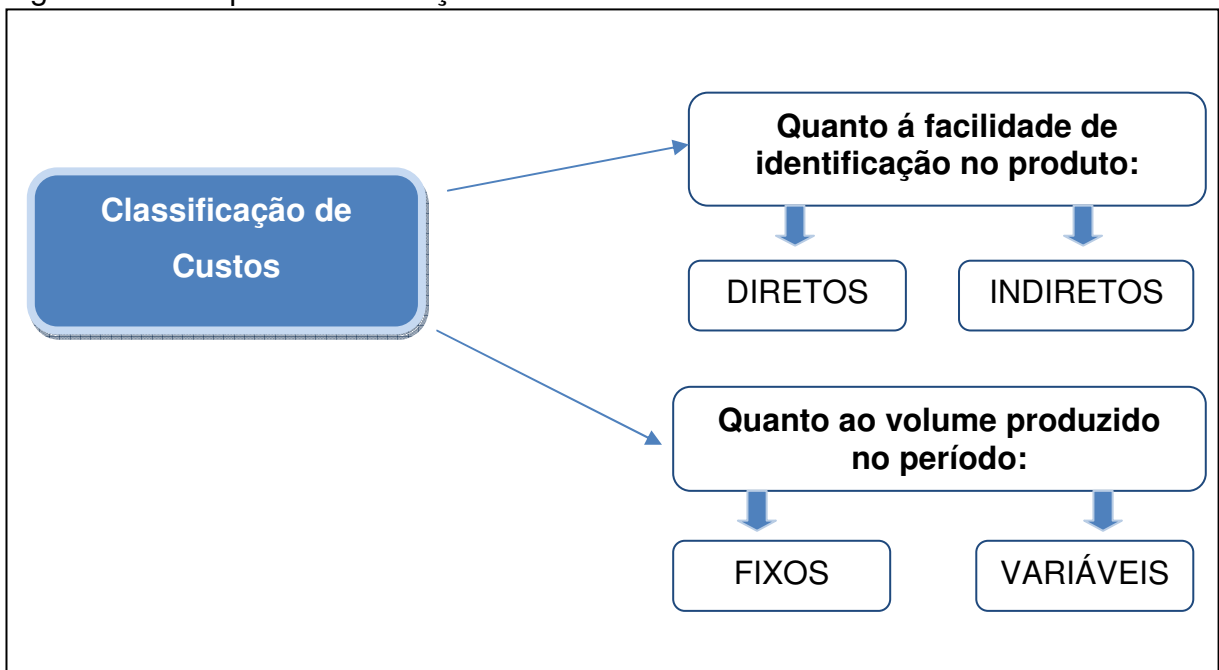 Classificação de
Custos
Quanto á facilidade de
identificação no produto:
DIRETOS
INDIRETOS
Quanto ao volume produzido
no período:
FIXOS
VARIÁVEIS